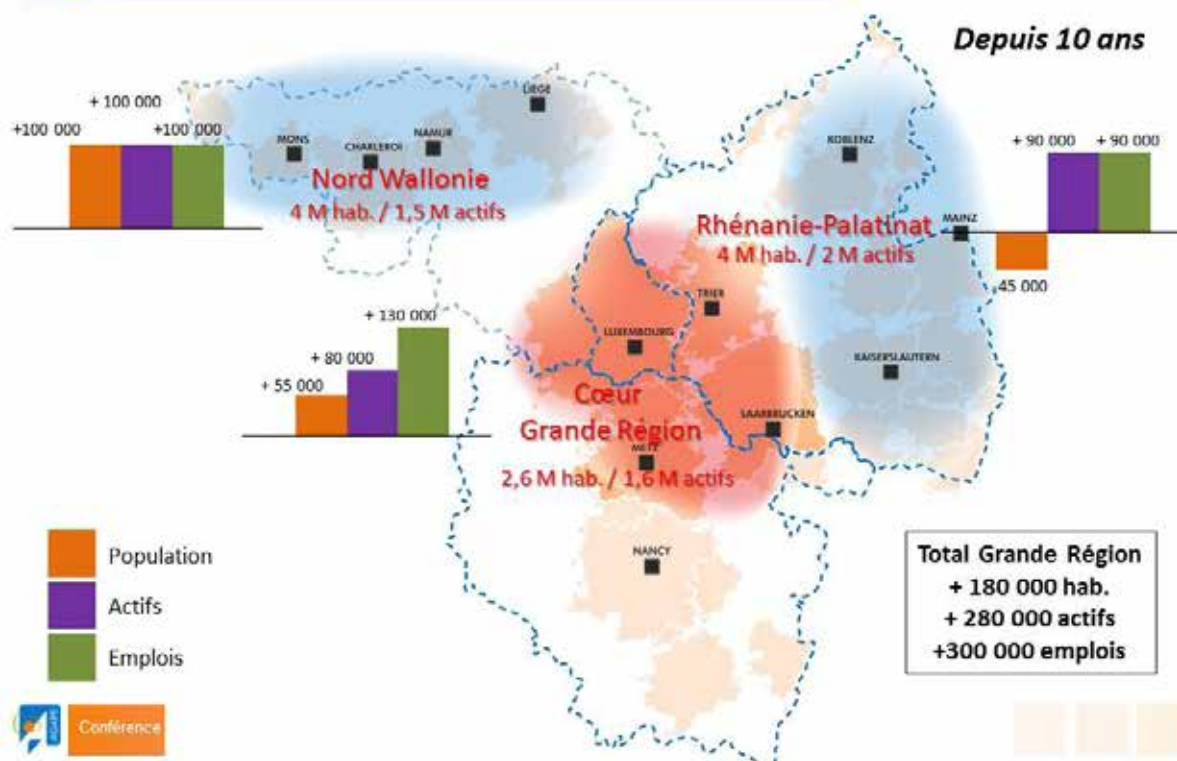 Depuis 10 ans
+ 100 000
+100 000
+100 000
LIEGE
MONS
CHARLEROI
NAMUR
Nord Wallonie
4 M hab. / 1,5 M actifs
KOBLENZ
MAINZ
Rhénanie-Palatinat
4 M hab. / 2 M actifs
+ 90 000
+ 90 000
-45 000
TRIER
LUXEMBOURG
KAISERSLAUTERN
SAARBRUCKEN
Cœur
Grande Région
METZ
2,6 M hab. / 1,6 M actifs
+ 130 000
+ 80 000
+ 55 000
NANCY
Population
Actifs
Emplois
Total Grande Région
+ 180 000 hab.
+ 280 000 actifs
+300 000 emplois
AGAPE
Conférence